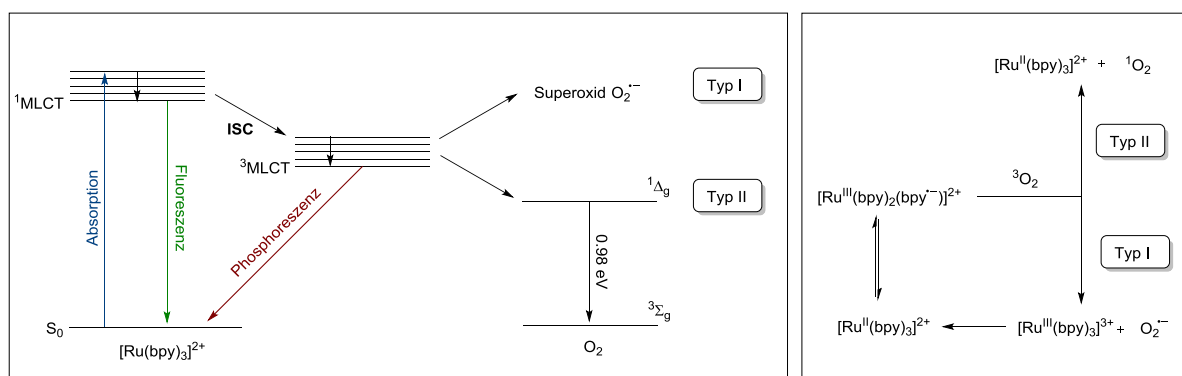 ¹MLCT
Absorption
Fluoreszenz
ISC
³MLCT
Phosphoreszenz
S₀
[Ru(bpy)₃]²⁺
Superoxid O₂•⁻
Typ I
¹Δg
Typ II
0.98 eV
³Σg
O₂
[Ruᴵᴵ(bpy)₃]²⁺ + ¹O₂
Typ II
³O₂
[Ruᴵᴵᴵ(bpy)₂(bpy•⁻)]²⁺
Typ I
[Ruᴵᴵ(bpy)₃]²⁺
[Ruᴵᴵᴵ(bpy)₃]³⁺ + O₂•⁻